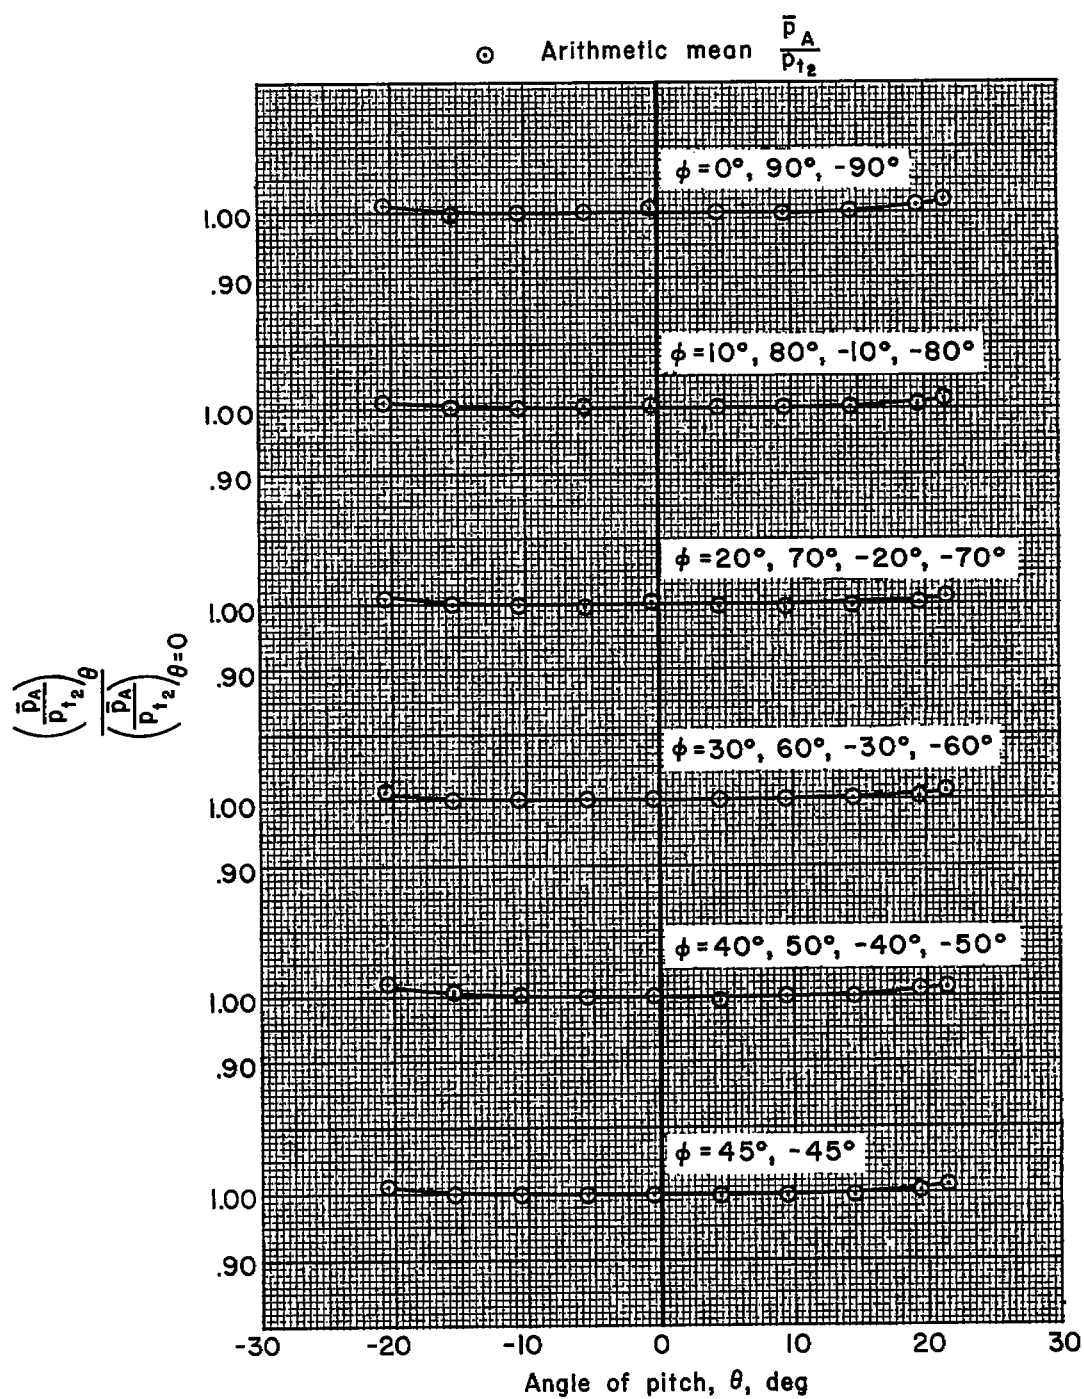 ⊙ Arithmetic mean p̄A/pt2
ϕ=0°, 90°, -90°
1.00
.90
ϕ=10°, 80°, -10°, -80°
1.00
.90
ϕ=20°, 70°, -20°, -70°
1.00
.90
(p̄A/pt2)θ/(p̄A/pt2)θ=0
ϕ=30°, 60°, -30°, -60°
1.00
.90
ϕ=40°, 50°, -40°, -50°
1.00
.90
ϕ=45°, -45°
1.00
.90
-30 -20 -10 0 10 20 30
Angle of pitch, θ, deg